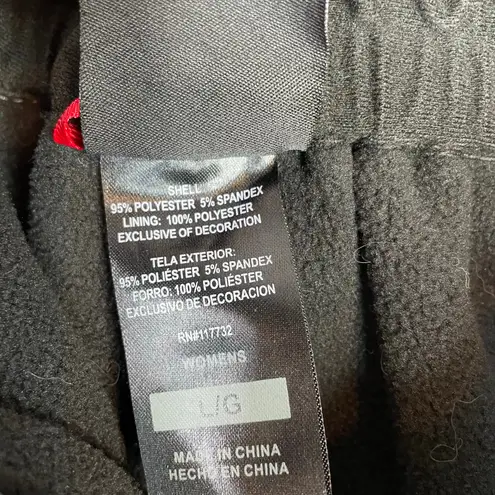 SHELL:
95% POLYESTER 5% SPANDEX
LINING: 100% POLYESTER
EXCLUSIVE OF DECORATION
TELA EXTERIOR:
95% POLIÉSTER 5% SPANDEX
FORRO: 100% POLIÉSTER
EXCLUSIVO DE DECORACION
RN#117732
WOMENS
L/G
MADE IN CHINA
HECHO EN CHINA